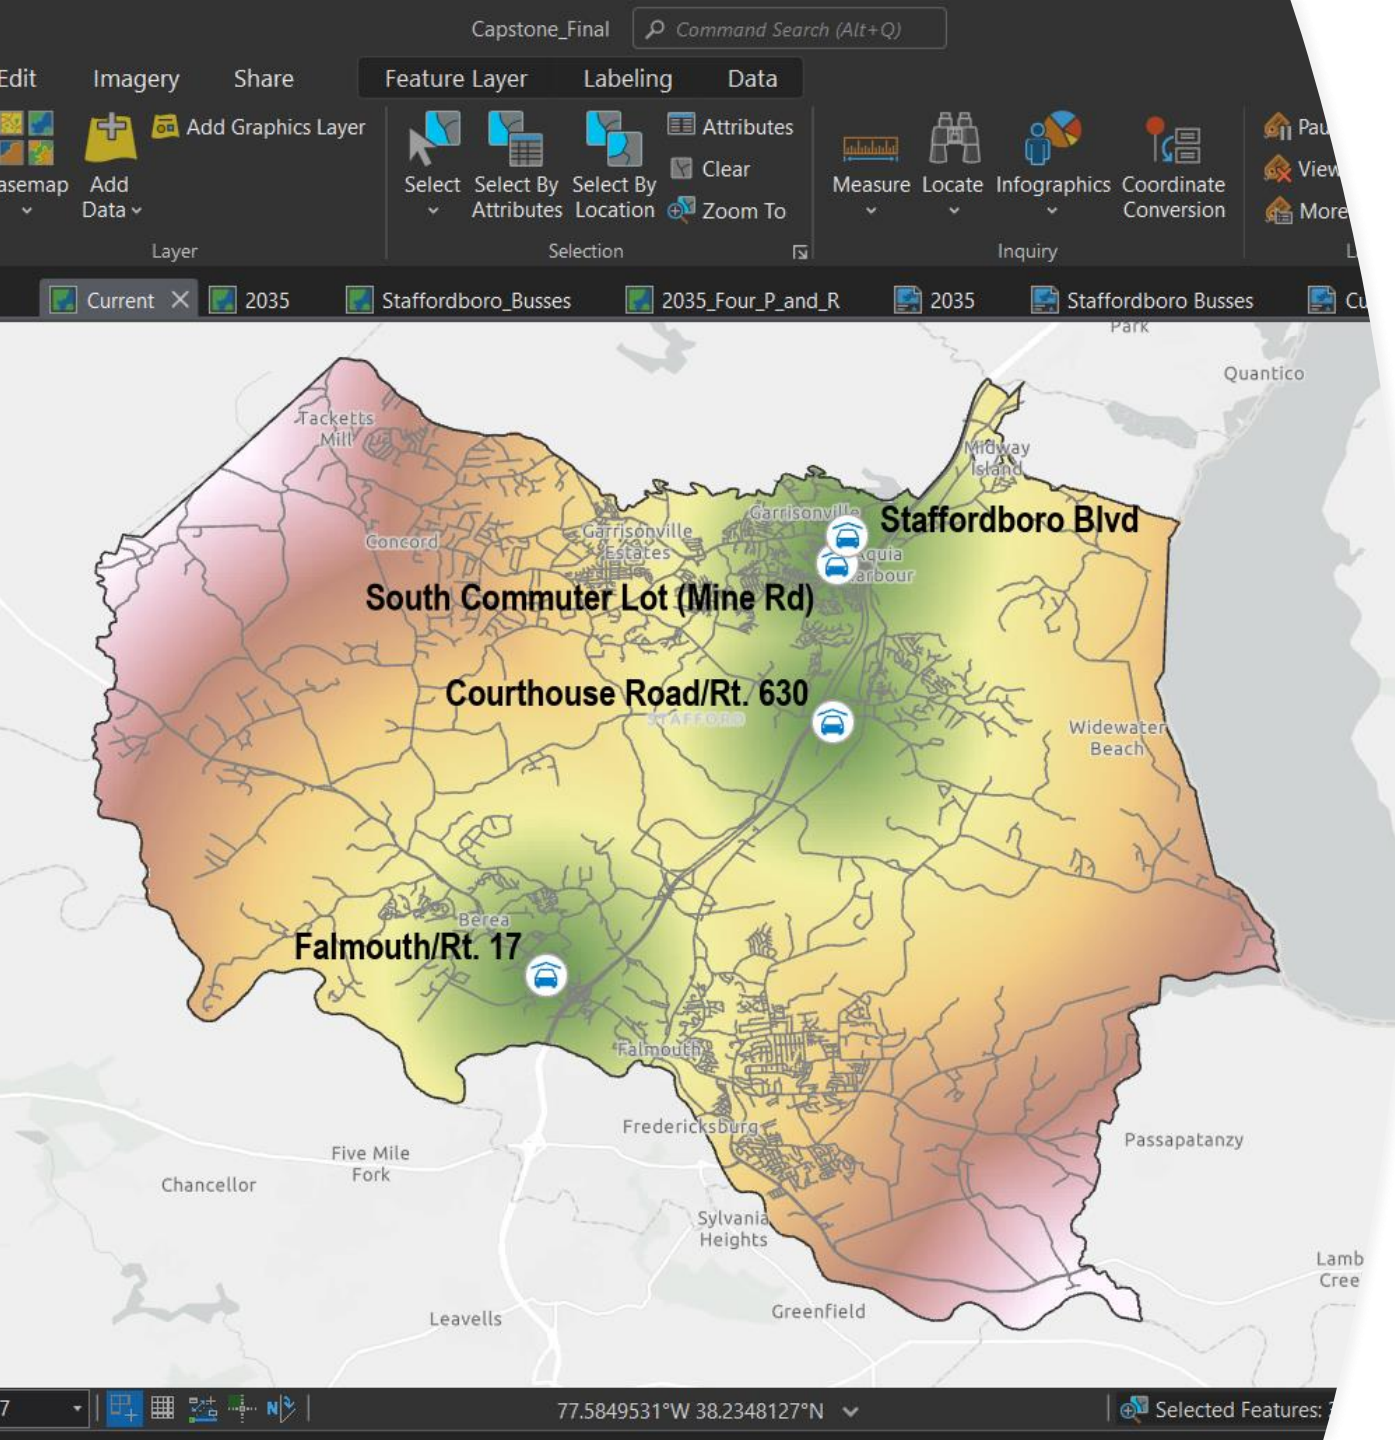 Capstone_Final
Command Search (Alt+Q)
Edit Imagery Share Feature Layer Labeling Data
Add Graphics Layer
Attributes
Clear
Zoom To
Add Data
Select
Select By Attributes
Select By Location
Measure
Locate
Infographics
Coordinate Conversion
View
More
Layer
Selection
Inquiry
Current 2035 Staffordboro_Busses 2035_Four_P_and_R 2035 Staffordboro Busses
Park
Quantico
Tacketts
Mill
Midway
Island
Garrisonville
Staffordboro Blvd
Concord
Garrisonville
Estates
Aquia
Harbour
South Commuter Lot (Mine Rd)
Courthouse Road/Rt. 630
STAFFORD
Widewater
Beach
Berea
Falmouth/Rt. 17
Falmouth
Fredericksburg
Passapatanzy
Five Mile
Fork
Chancellor
Sylvania
Heights
Lamb
Cree
Leavells
Greenfield
7
N
77.5849531°W 38.2348127°N
Selected Features: